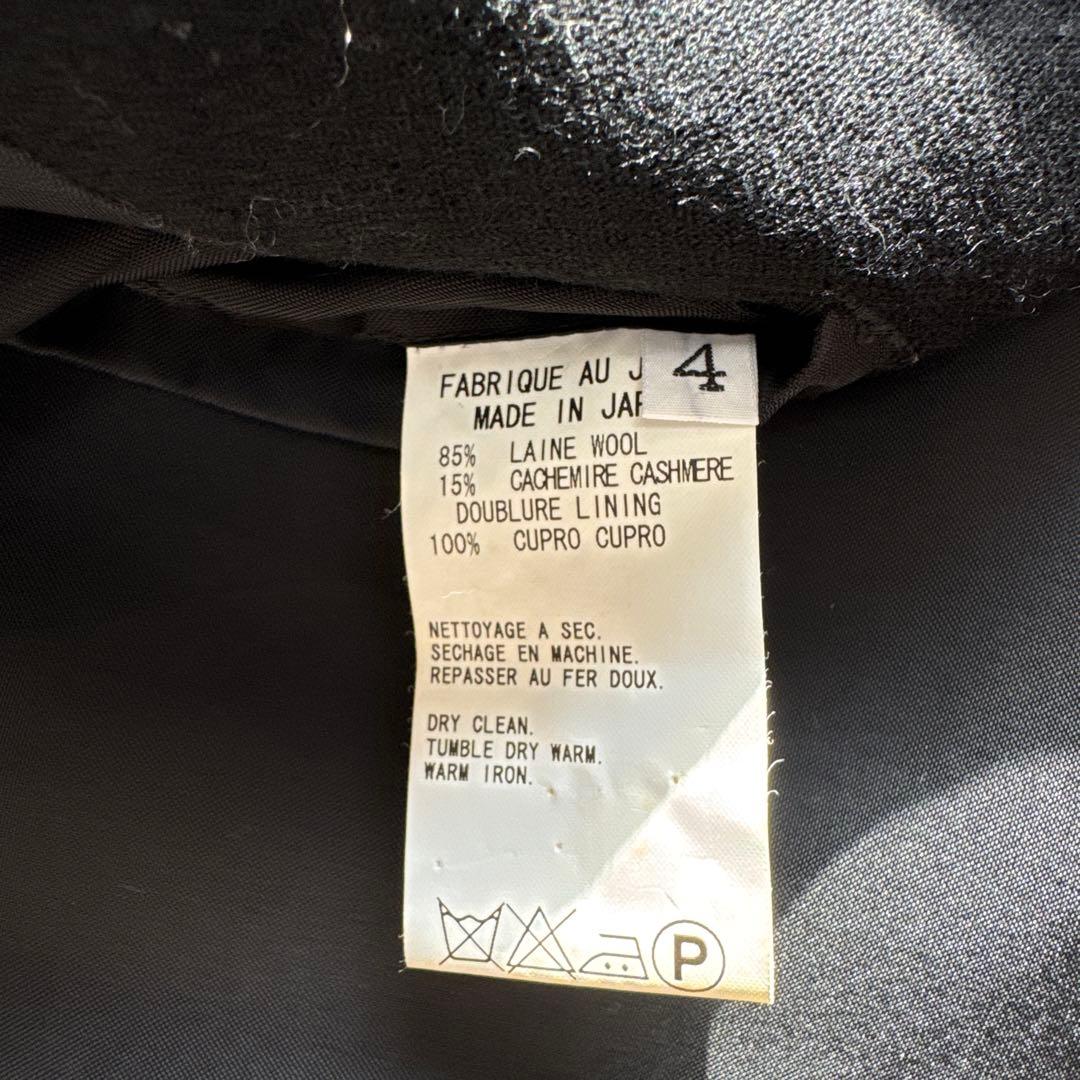 4
FABRIQUE AU
MADE IN
85% LAINE WOOL
15% CACHEMIRE CASHMERE
DOUBLURE LINING
100% CUPRO CUPRO
NETTOYAGE A SEC.
SECHAGE EN MACHINE.
REPASSER AU FER DOUX.
DRY CLEAN.
TUMBLE DRY WARM.
WARM IRON.
P